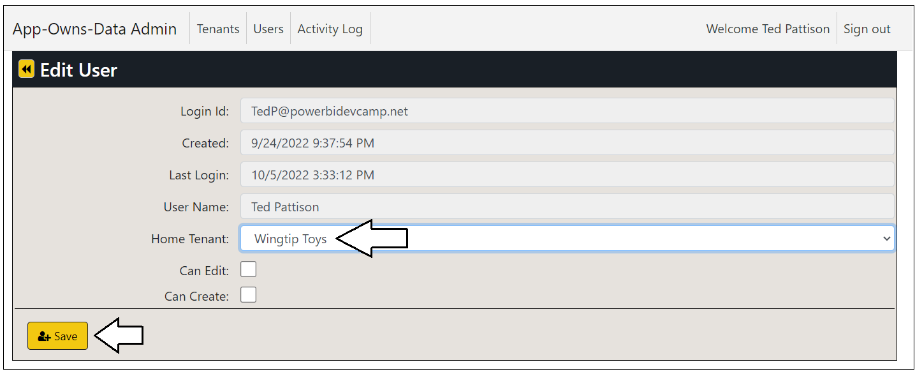 App-Owns-Data Admin Tenants Users Activity Log Welcome Ted Pattison Sign out
Edit User
Login Id: TedP@powerbidevcamp.net
Created: 9/24/2022 9:37:54 PM
Last Login: 10/5/2022 3:33:12 PM
User Name: Ted Pattison
Home Tenant: Wingtip Toys
Can Edit:
Can Create:
Save